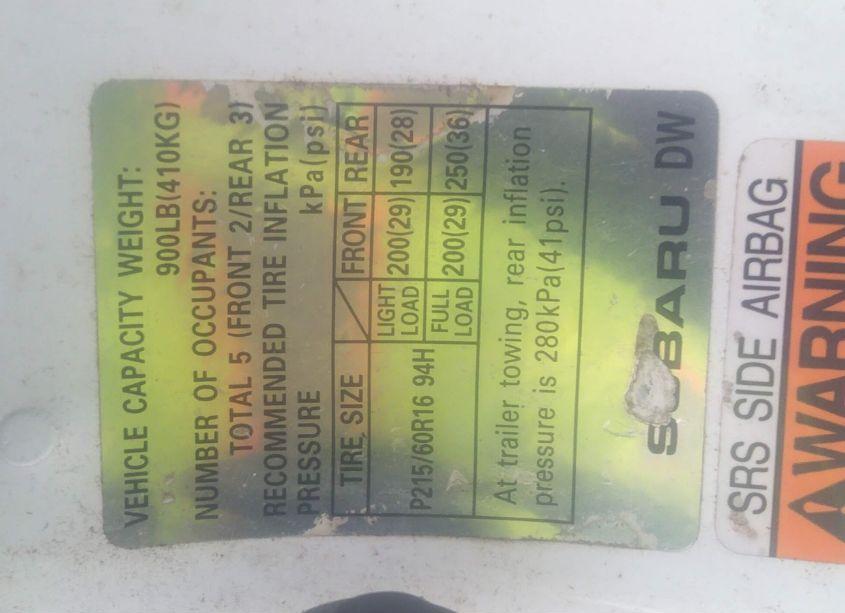 VEHICLE CAPACITY WEIGHT:
900LB(410KG)
NUMBER OF OCCUPANTS:
TOTAL 5 (FRONT 2/REAR 3)
RECOMMENDED TIRE INFLATION
PRESSURE kPa(psi)
TIRE SIZE FRONT REAR
P215/60R16 94H LIGHT LOAD 200(29) 190(28)
FULL LOAD 200(29) 250(36)
At trailer towing, rear inflation
pressure is 280kPa(41psi).
SUBARU DW
SRS SIDE AIRBAG
WARNING